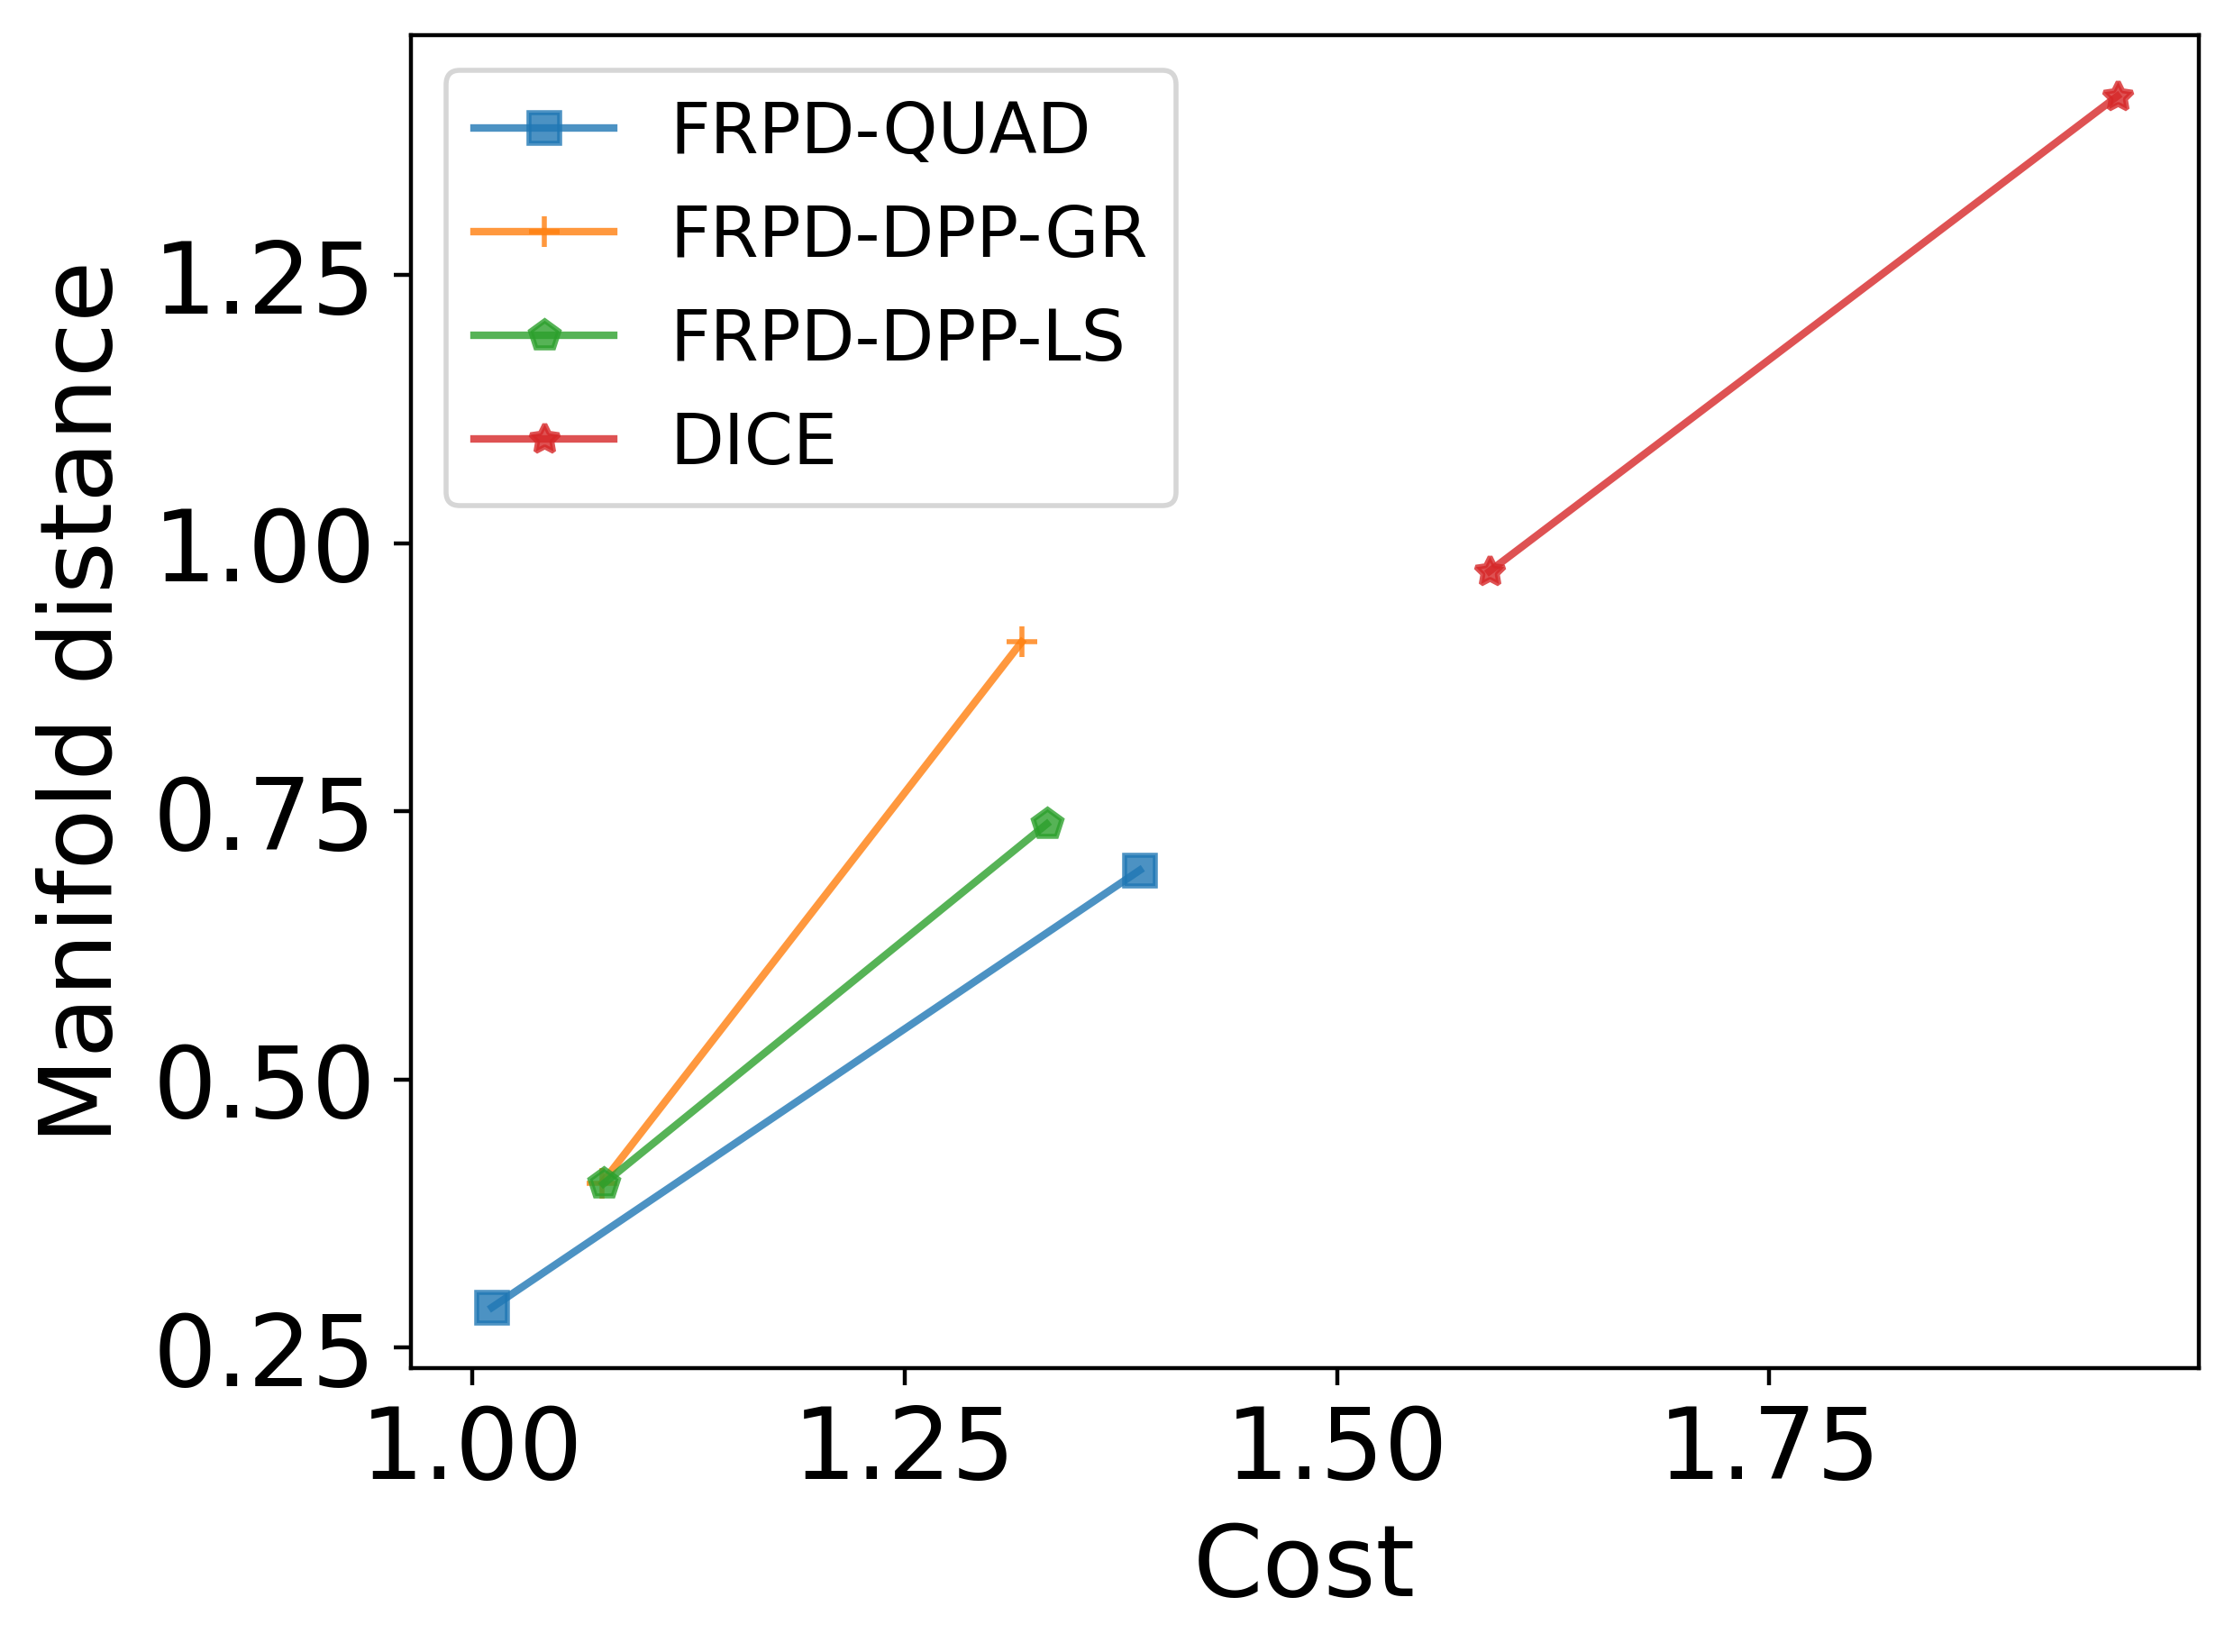 FRPD-QUAD
FRPD-DPP-GR
FRPD-DPP-LS
DICE
Manifold distance
1.25
1.00
0.75
0.50
0.25
1.00 1.25 1.50 1.75
Cost